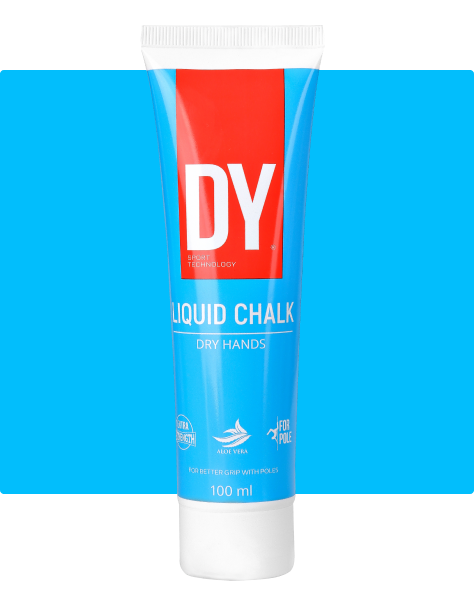 DY
®
SPORT
TECHNOLOGY
LIQUID CHALK
DRY HANDS
EXTRA
STRENGTH
ALOE VERA
FOR
POLE
FOR BETTER GRIP WITH POLES
100 ml